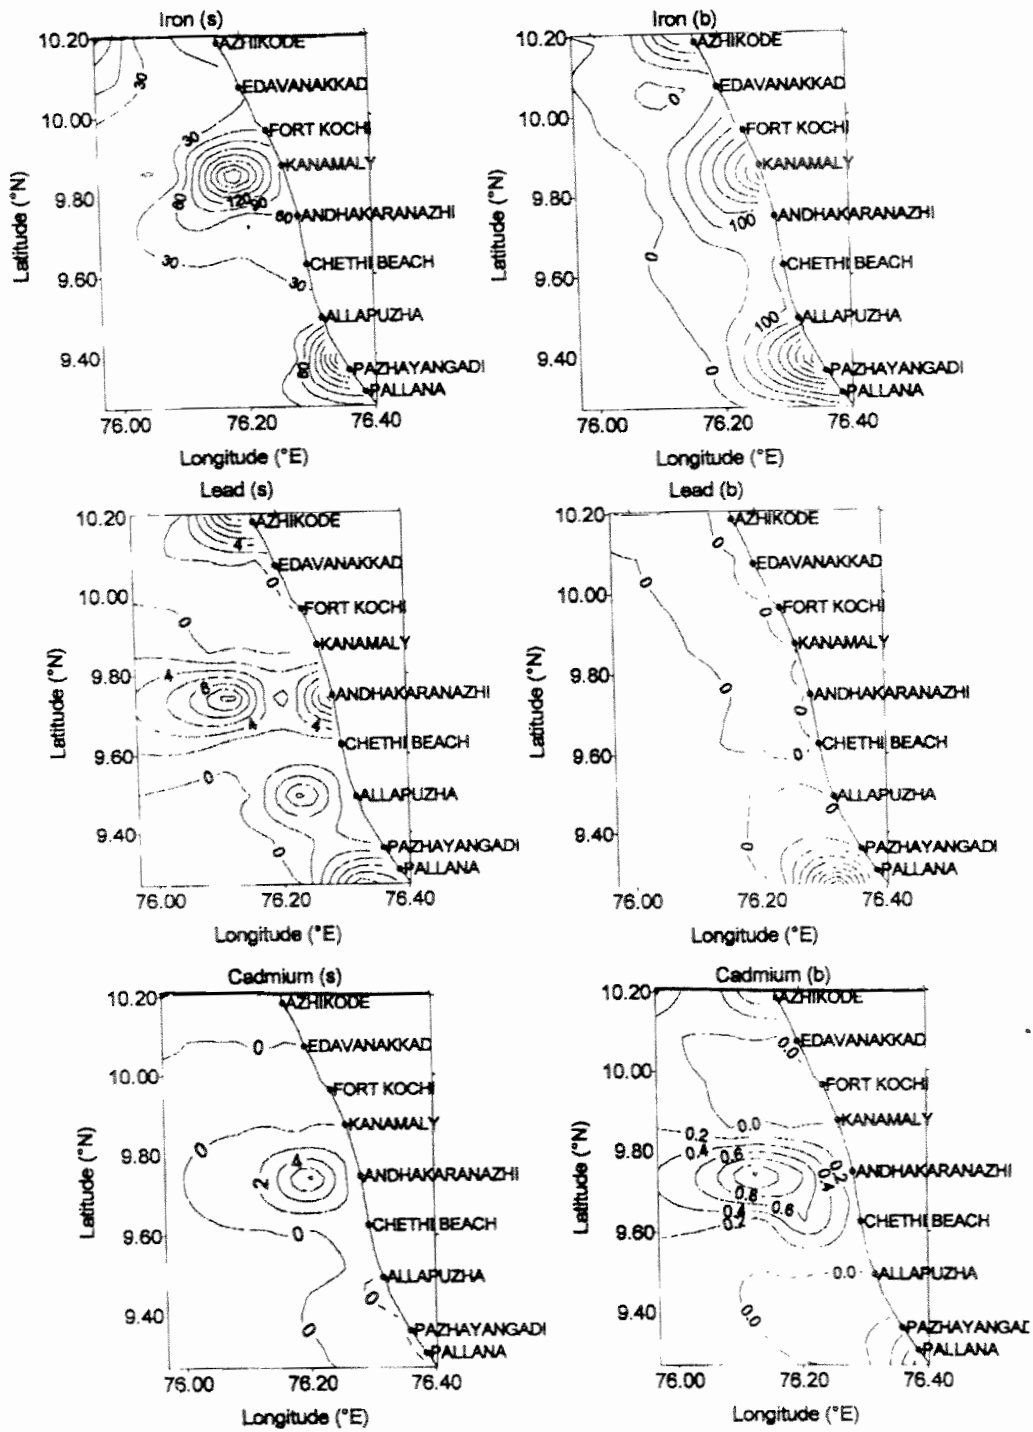 Iron (s)
10.20
10.00
9.80
9.60
9.40
Latitude (°N)
AZHIKODE
EDAVANAKKAD
FORT KOCHI
KANAMALY
ANDHAKARANAZHI
CHETHI BEACH
ALLAPUZHA
PAZHAYANGADI
PALLANA
30
30
60
120
90
60
30
30
60
76.00 76.20 76.40
Longitude (°E)
Iron (b)
10.20
10.00
9.80
9.60
9.40
Latitude (°N)
AZHIKODE
EDAVANAKKAD
FORT KOCHI
KANAMALY
ANDHAKARANAZHI
CHETHI BEACH
ALLAPUZHA
PAZHAYANGADI
PALLANA
0
100
0
100
0
76.00 76.20 76.40
Longitude (°E)
Lead (s)
10.20
10.00
9.80
9.60
9.40
Latitude (°N)
AZHIKODE
EDAVANAKKAD
FORT KOCHI
KANAMALY
ANDHAKARANAZHI
CHETHI BEACH
ALLAPUZHA
PAZHAYANGADI
PALLANA
4
0
0
4
4
4
0
0
76.00 76.20 76.40
Longitude (°E)
Lead (b)
10.20
10.00
9.80
9.60
9.40
Latitude (°N)
AZHIKODE
EDAVANAKKAD
FORT KOCHI
KANAMALY
ANDHAKARANAZHI
CHETHI BEACH
ALLAPUZHA
PAZHAYANGADI
PALLANA
0
0
0
0
0
0
0
0
76.00 76.20 76.40
Longitude (°E)
Cadmium (s)
10.20
10.00
9.80
9.60
9.40
Latitude (°N)
AZHIKODE
EDAVANAKKAD
FORT KOCHI
KANAMALY
ANDHAKARANAZHI
CHETHI BEACH
ALLAPUZHA
PAZHAYANGADI
PALLANA
0
0
4
2
0
0
0
76.00 76.20 76.40
Longitude (°E)
Cadmium (b)
10.20
10.00
9.80
9.60
9.40
Latitude (°N)
AZHIKODE
EDAVANAKKAD
FORT KOCHI
KANAMALY
ANDHAKARANAZHI
CHETHI BEACH
ALLAPUZHA
PAZHAYANGAD
PALLANA
0.0
0.0
0.2
0.4
0.6
0.2
0.4
0.8
0.6
0.4
0.2
0.0
0.0
76.00 76.20 76.40
Longitude (°E)